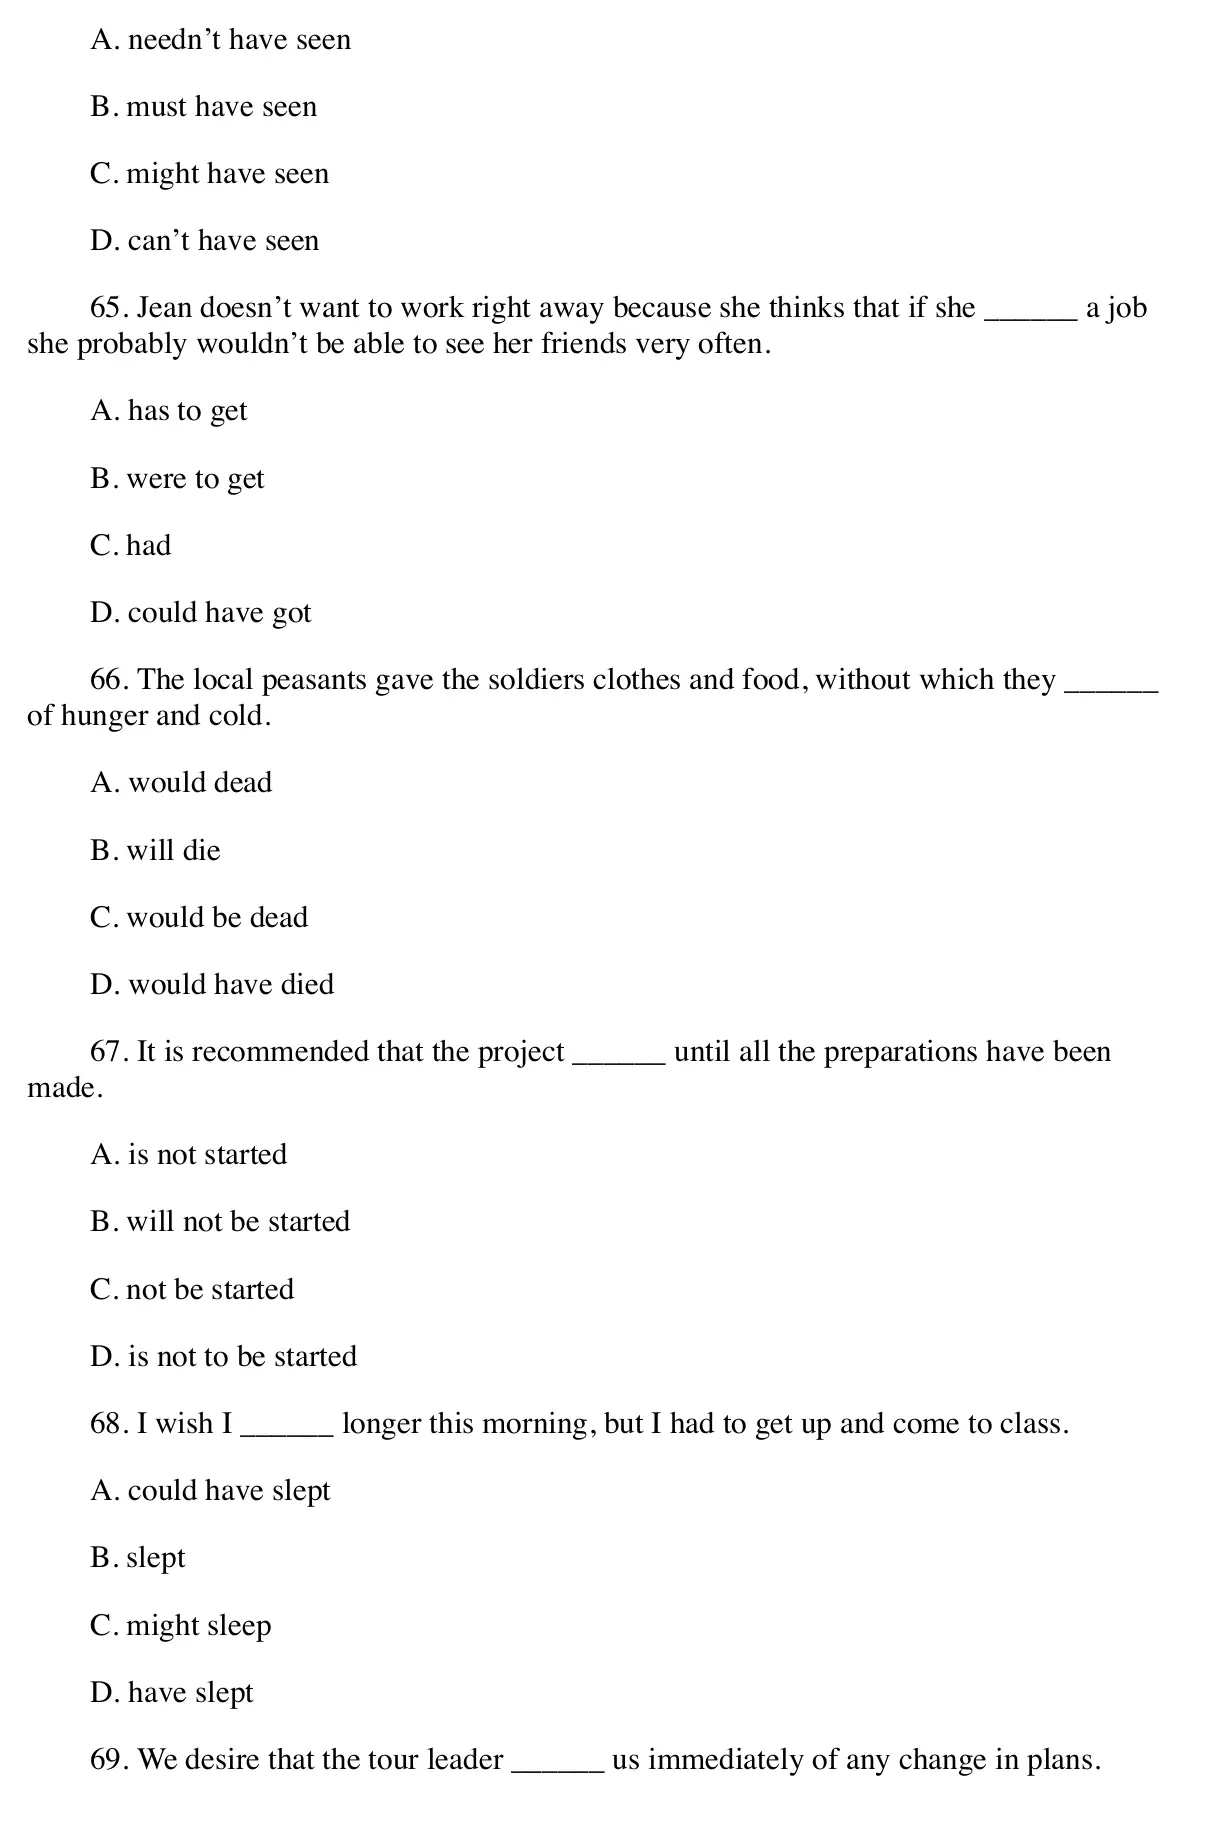 A. needn’t have seen
B. must have seen
C. might have seen
D. can’t have seen
65. Jean doesn’t want to work right away because she thinks that if she ______ a job
she probably wouldn’t be able to see her friends very often.
A. has to get
B. were to get
C. had
D. could have got
66. The local peasants gave the soldiers clothes and food, without which they ______
of hunger and cold.
A. would dead
B. will die
C. would be dead
D. would have died
67. It is recommended that the project ______ until all the preparations have been
made.
A. is not started
B. will not be started
C. not be started
D. is not to be started
68. I wish I ______ longer this morning, but I had to get up and come to class.
A. could have slept
B. slept
C. might sleep
D. have slept
69. We desire that the tour leader ______ us immediately of any change in plans.